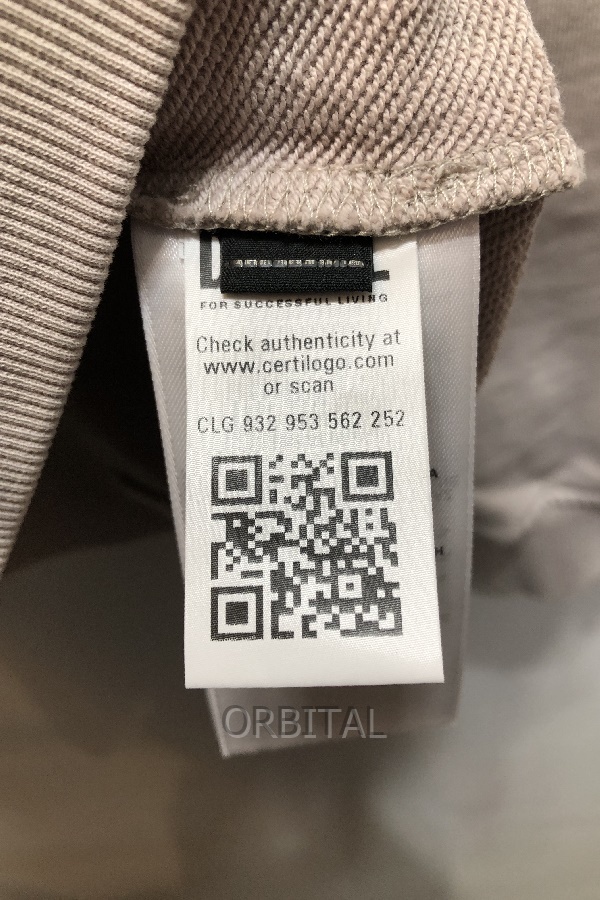 FOR SUCCESSFUL LIVING
Check authenticity at
www.certilogo.com
or scan
CLG 932 953 562 252
ORBITAL